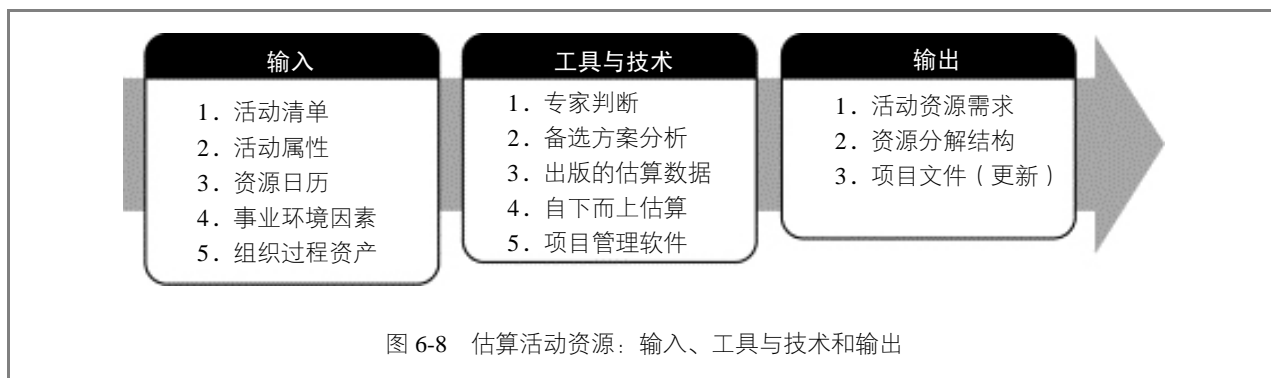 输入
1. 活动清单
2. 活动属性
3. 资源日历
4. 事业环境因素
5. 组织过程资产
工具与技术
1. 专家判断
2. 备选方案分析
3. 出版的估算数据
4. 自下而上估算
5. 项目管理软件
输出
1. 活动资源需求
2. 资源分解结构
3. 项目文件（更新）
图 6-8 估算活动资源：输入、工具与技术和输出